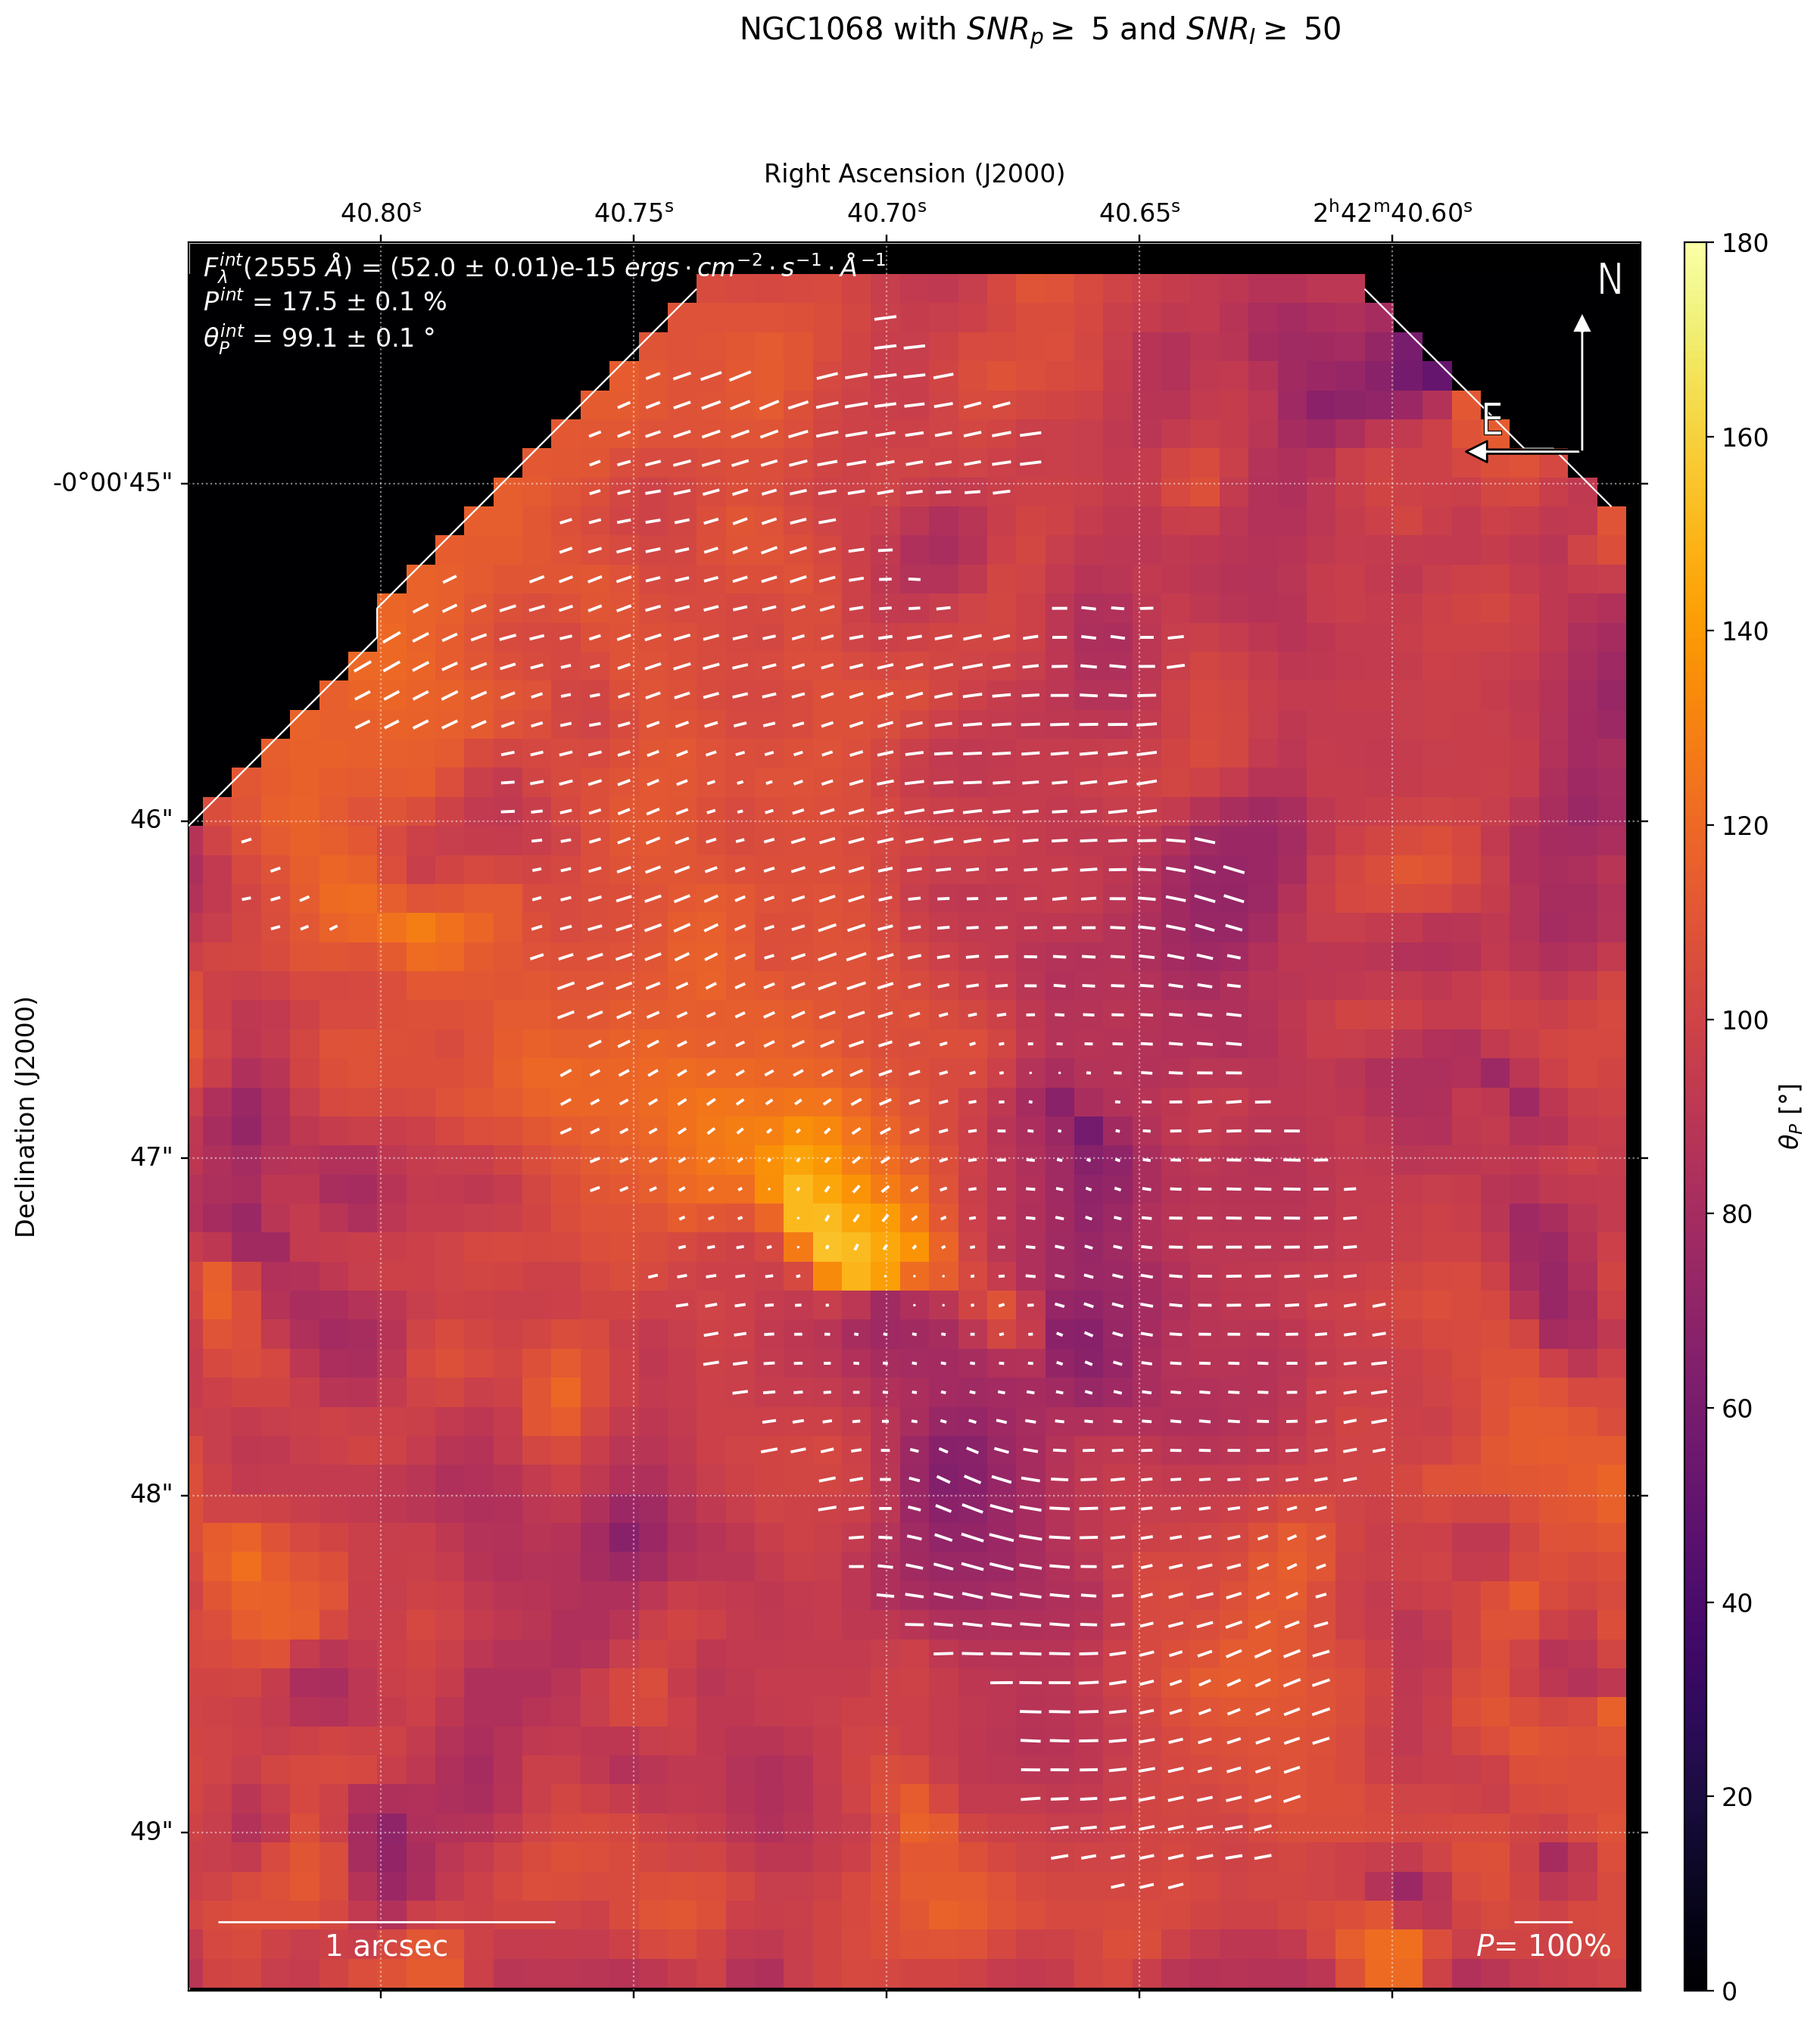 NGC1068 with SNR_p ≥ 5 and SNR_I ≥ 50
Right Ascension (J2000)
40.80ˢ 40.75ˢ 40.70ˢ 40.65ˢ 2ʰ42ᵐ40.60ˢ
F_λ^int(2555 Å) = (52.0 ± 0.01)e-15 ergs · cm⁻² · s⁻¹ · Å⁻¹
P^int = 17.5 ± 0.1 %
θ_P^int = 99.1 ± 0.1 °
N
E
-0°00'45"
46"
47"
48"
49"
Declination (J2000)
1 arcsec
P= 100%
180
160
140
120
100
80
60
40
20
0
θ_P [°]